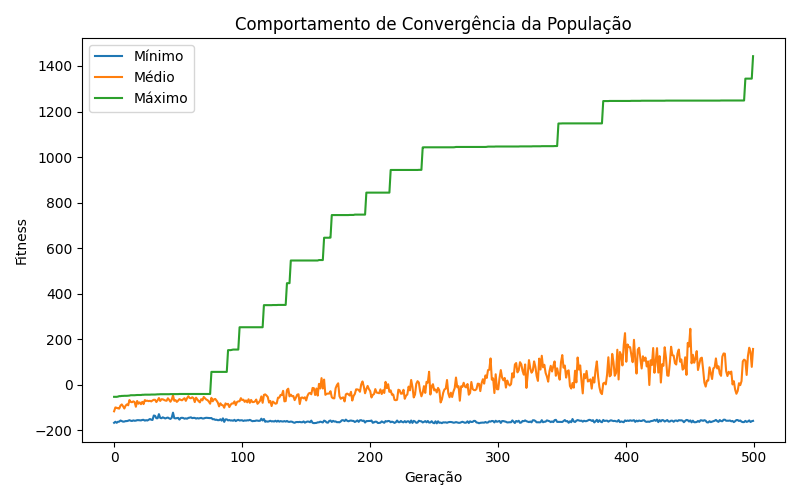 Comportamento de Convergência da População
Mínimo
Médio
Máximo
1400
1200
1000
800
600
400
200
0
−200
Fitness
0
100
200
300
400
500
Geração